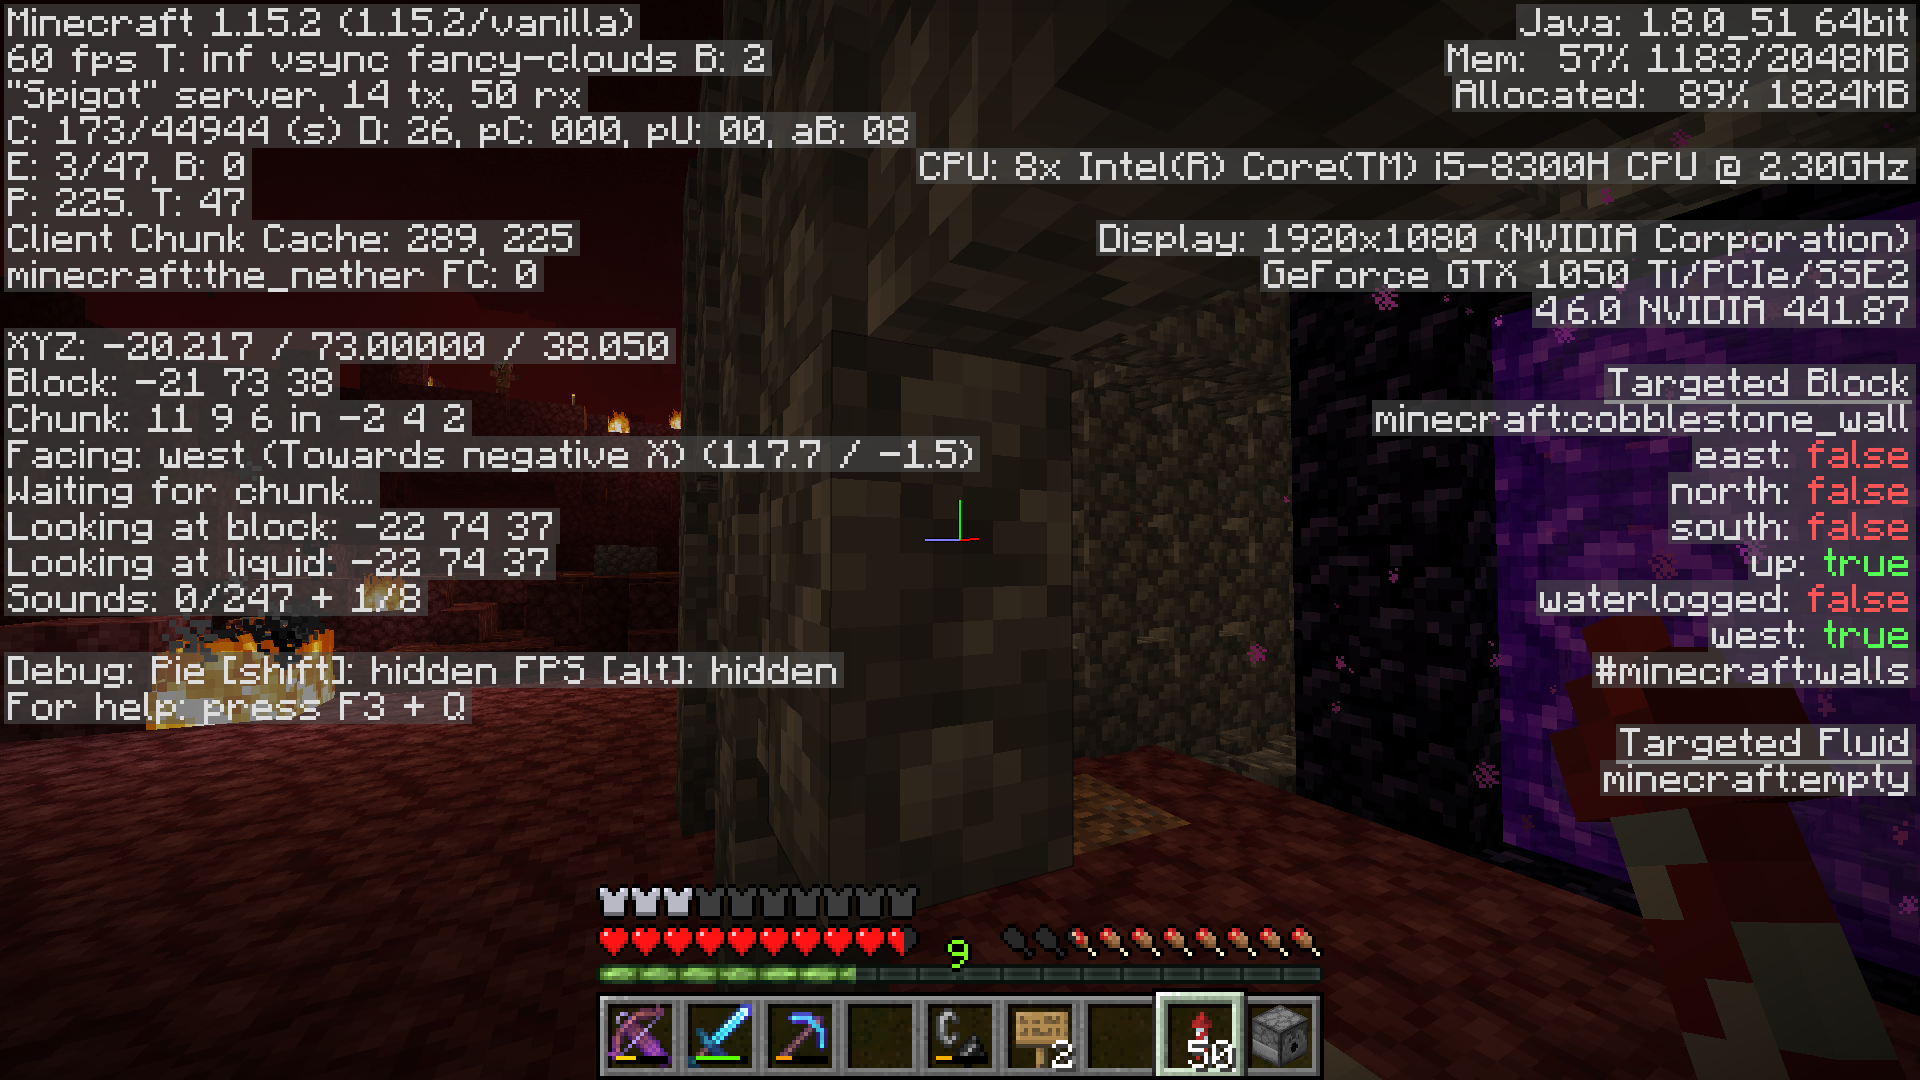 Minecraft 1.15.2 (1.15.2/vanilla)
60 fps T: inf vsync fancy-clouds B: 2
"Spigot" server, 14 tx, 50 rx
C: 173/44944 (s) D: 26, pC: 000, pU: 00, aB: 08
E: 3/47, B: 0
P: 225. T: 47
Client Chunk Cache: 289, 225
minecraft:the_nether FC: 0
XYZ: -20.217 / 73.00000 / 38.050
Block: -21 73 38
Chunk: 11 9 6 in -2 4 2
Facing: west (Towards negative X) (117.7 / -1.5)
Waiting for chunk...
Looking at block: -22 74 37
Looking at liquid: -22 74 37
Sounds: 0/247 + 1/8
Debug: Pie [shift]: hidden FPS [alt]: hidden
For help: press F3 + Q
Java: 1.8.0_51 64bit
Mem: 57% 1183/2048MB
Allocated: 89% 1824MB
CPU: 8x Intel(R) Core(TM) i5-8300H CPU @ 2.30GHz
Display: 1920x1080 (NVIDIA Corporation)
GeForce GTX 1050 Ti/PCIe/SSE2
4.6.0 NVIDIA 441.87
Targeted Block
minecraft:cobblestone_wall
east: false
north: false
south: false
up: true
waterlogged: false
west: true
#minecraft:walls
Targeted Fluid
minecraft:empty
9
2
50